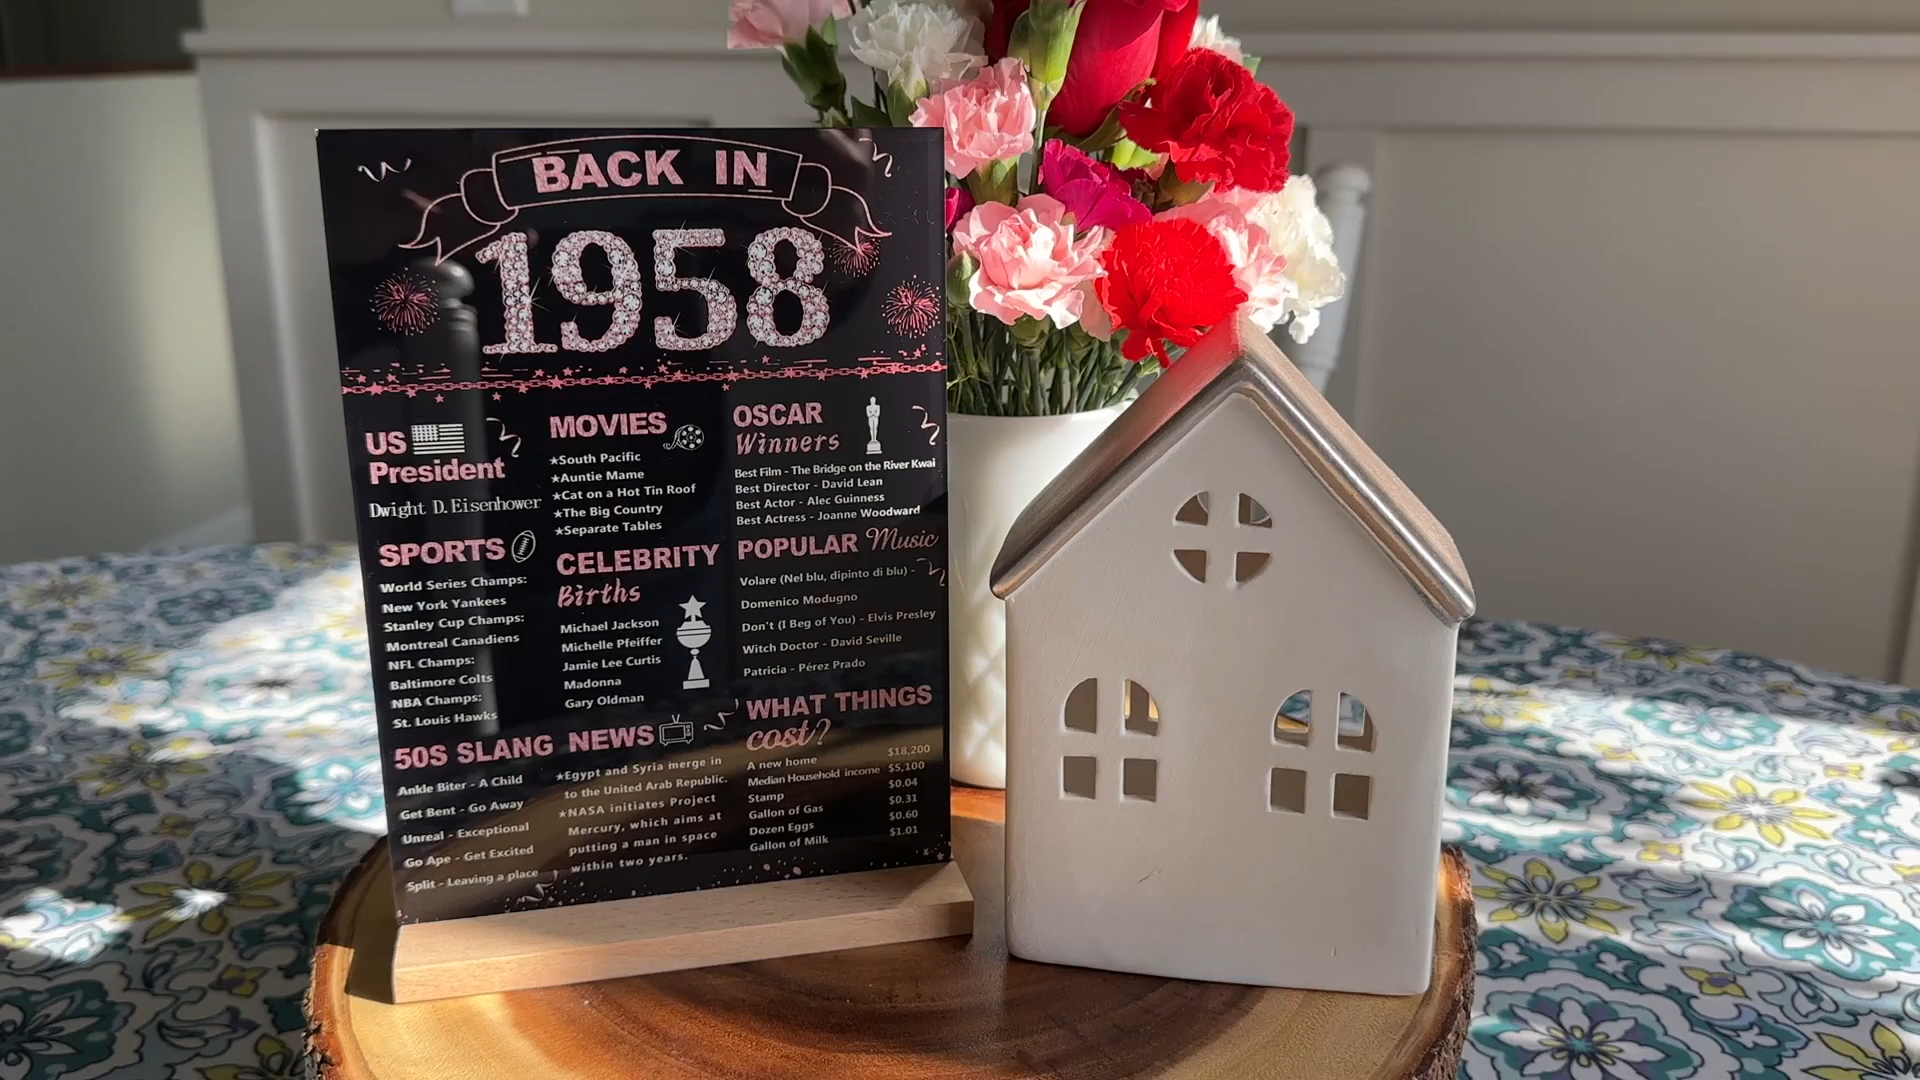 BACK IN
1958
US
President
Dwight D. Eisenhower
SPORTS
World Series Champs:
New York Yankees
Stanley Cup Champs:
Montreal Canadiens
NFL Champs:
Baltimore Colts
NBA Champs:
St. Louis Hawks
50S SLANG
Ankle Biter - A Child
Get Bent - Go Away
Unreal - Exceptional
Go Ape - Get Excited
Split - Leaving a place
MOVIES
★South Pacific
★Auntie Mame
★Cat on a Hot Tin Roof
★The Big Country
★Separate Tables
CELEBRITY
Births
Michael Jackson
Michelle Pfeiffer
Jamie Lee Curtis
Madonna
Gary Oldman
NEWS
★Egypt and Syria merge in
to the United Arab Republic.
★NASA initiates Project
Mercury, which aims at
putting a man in space
within two years.
OSCAR
Winners
Best Film - The Bridge on the River Kwai
Best Director - David Lean
Best Actor - Alec Guinness
Best Actress - Joanne Woodward
POPULAR Music
Volare (Nel blu, dipinto di blu) -
Domenico Modugno
Don't (I Beg of You) - Elvis Presley
Witch Doctor - David Seville
Patricia - Pérez Prado
WHAT THINGS
cost?
A new home $18,200
Median Household income $5,100
Stamp $0.04
Gallon of Gas $0.31
Dozen Eggs $0.60
Gallon of Milk $1.01